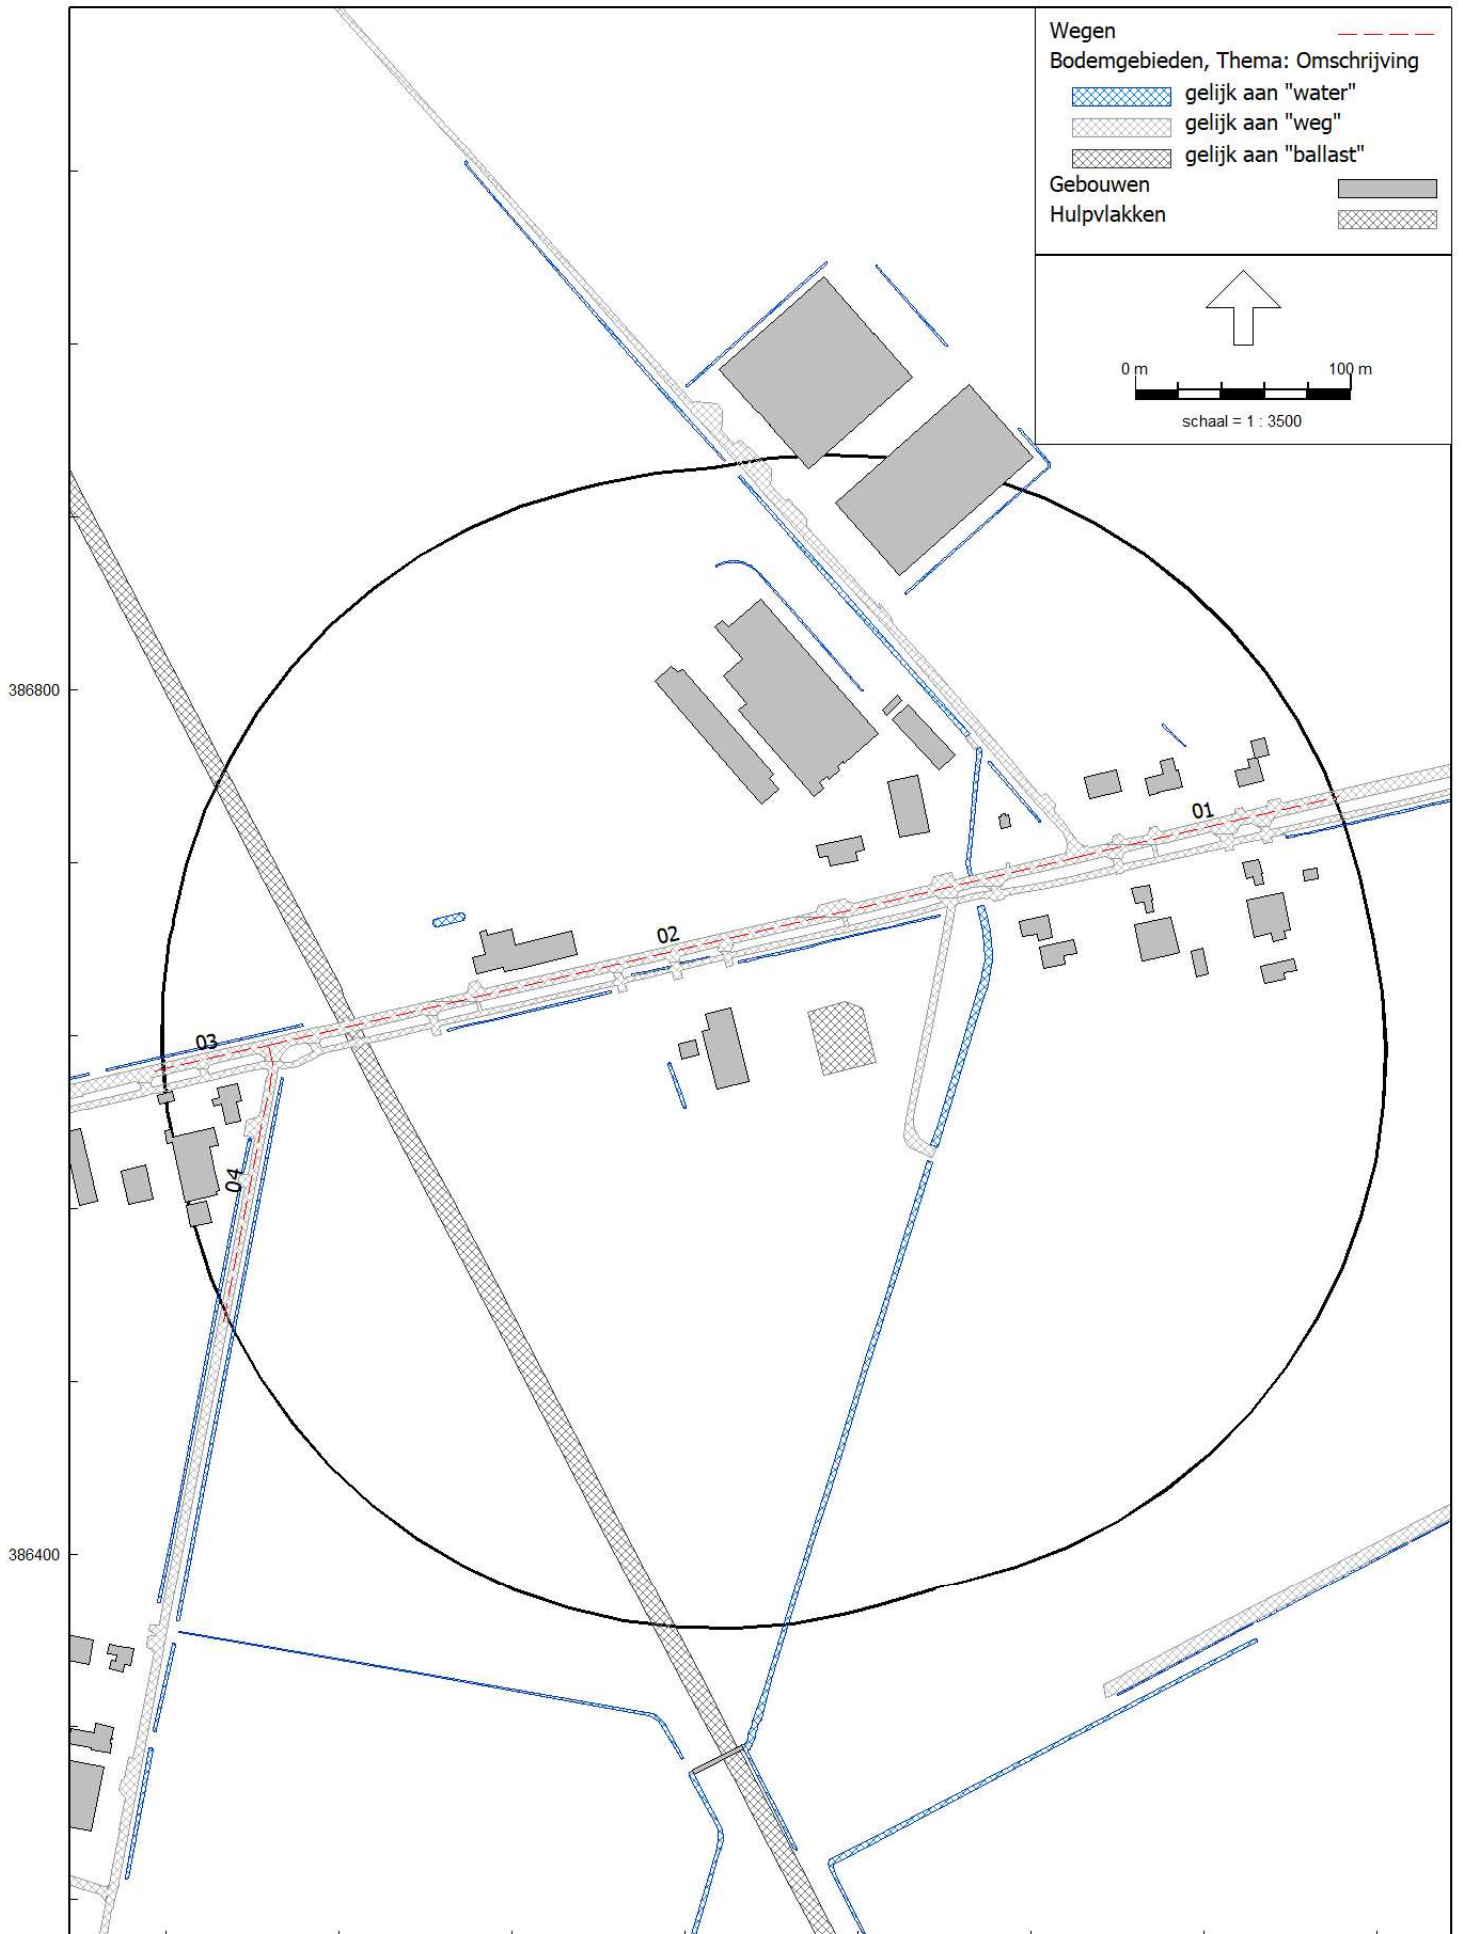 Wegen
Bodemgebieden, Thema: Omschrijving
gelijk aan "water"
gelijk aan "weg"
gelijk aan "ballast"
Gebouwen
Hulpvlakken
0 m 100 m
schaal = 1 : 3500
386800
01
02
03
04
386400